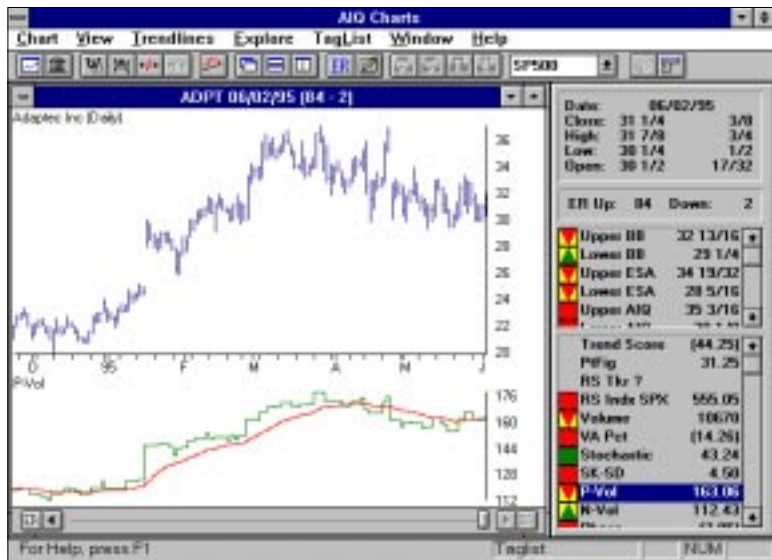 AIQ Charts
Chart View Trendlines Explore TagList Window Help
ER SP500
ADPT 06/02/95 (84 - 2)
Adaptec Inc (Daily)
36
34
32
30
28
26
24
22
20
D 95 F M A M J
P-Vol
176
160
144
128
112
Date: 06/02/95
Close: 31 1/4 3/8
High: 31 7/8 3/4
Low: 30 1/4 1/2
Open: 30 1/2 17/32
ER Up: 84 Down: 2
Upper BB 32 13/16
Lower BB 29 1/4
Upper ESA 34 19/32
Lower ESA 28 5/16
Upper AIQ 35 3/16
Trend Score (44.25)
PtFig 31.25
RS Tkr ?
RS Indx SPX 555.05
Volume 10670
VA Pct (14.26)
Stochastic 43.24
SK-SD 4.50
P-Vol 163.06
N-Vol 112.43
For Help, press F1 Taglist: NUM